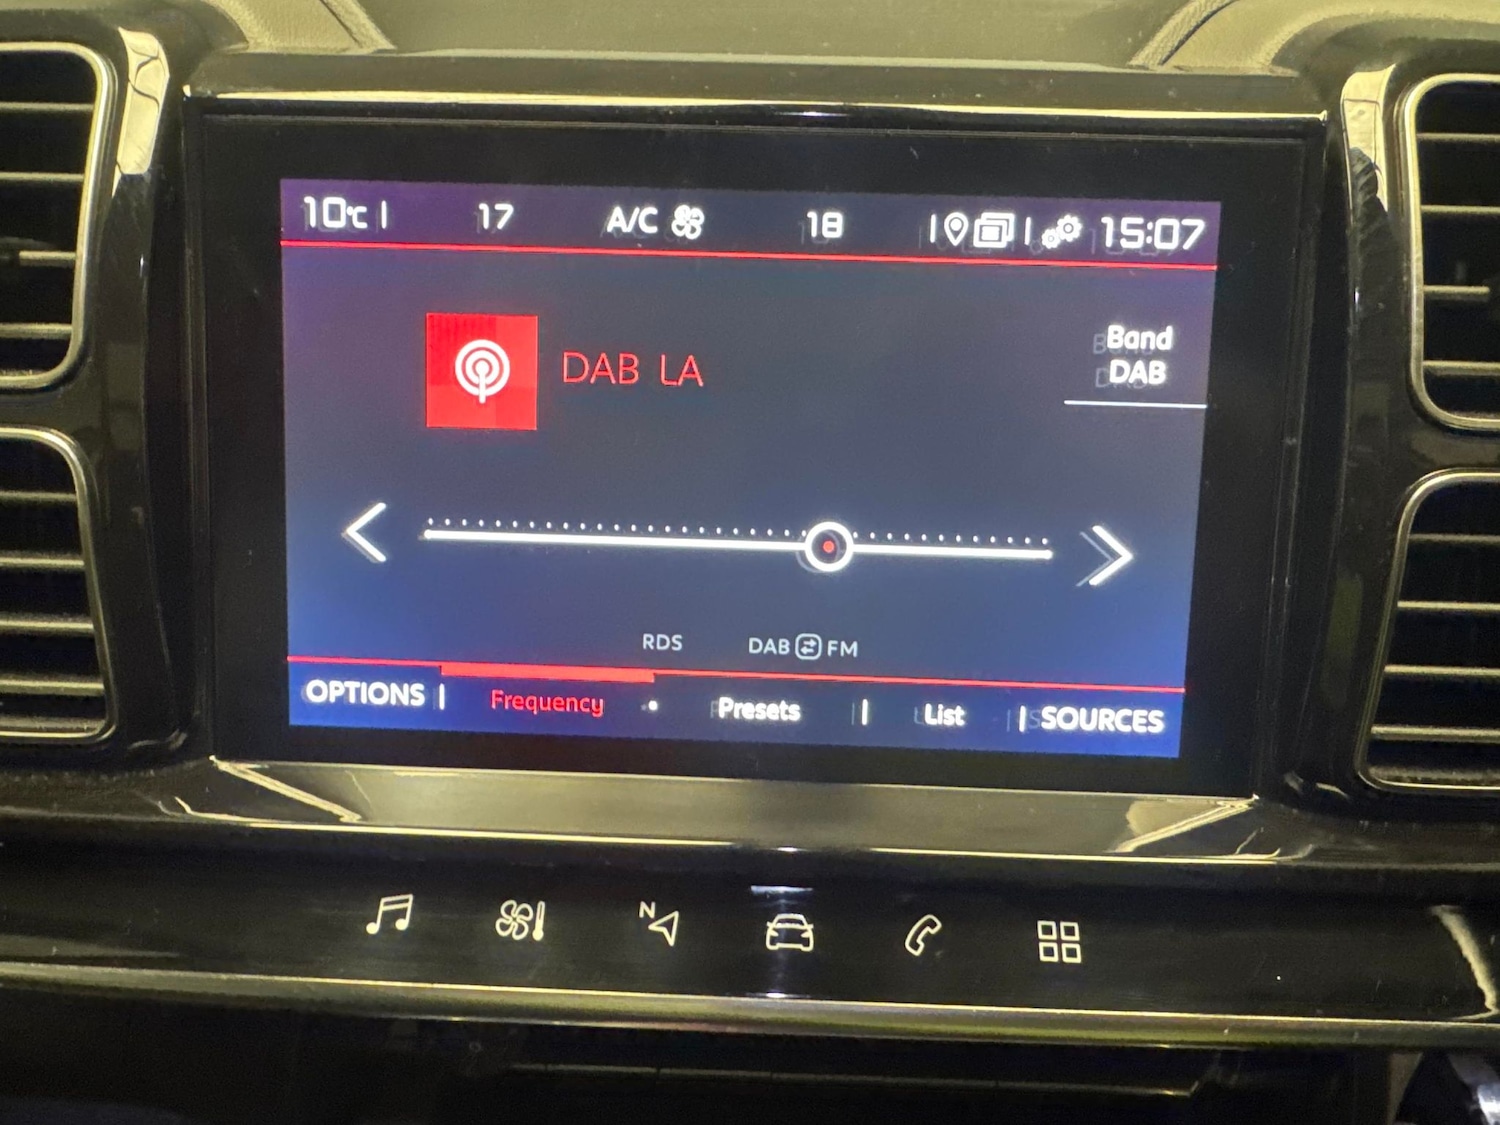 10°C | 17 A/C 18 | | 15:07
DAB LA
Band
DAB
RDS DAB FM
OPTIONS | Frequency • Presets | List | SOURCES
N